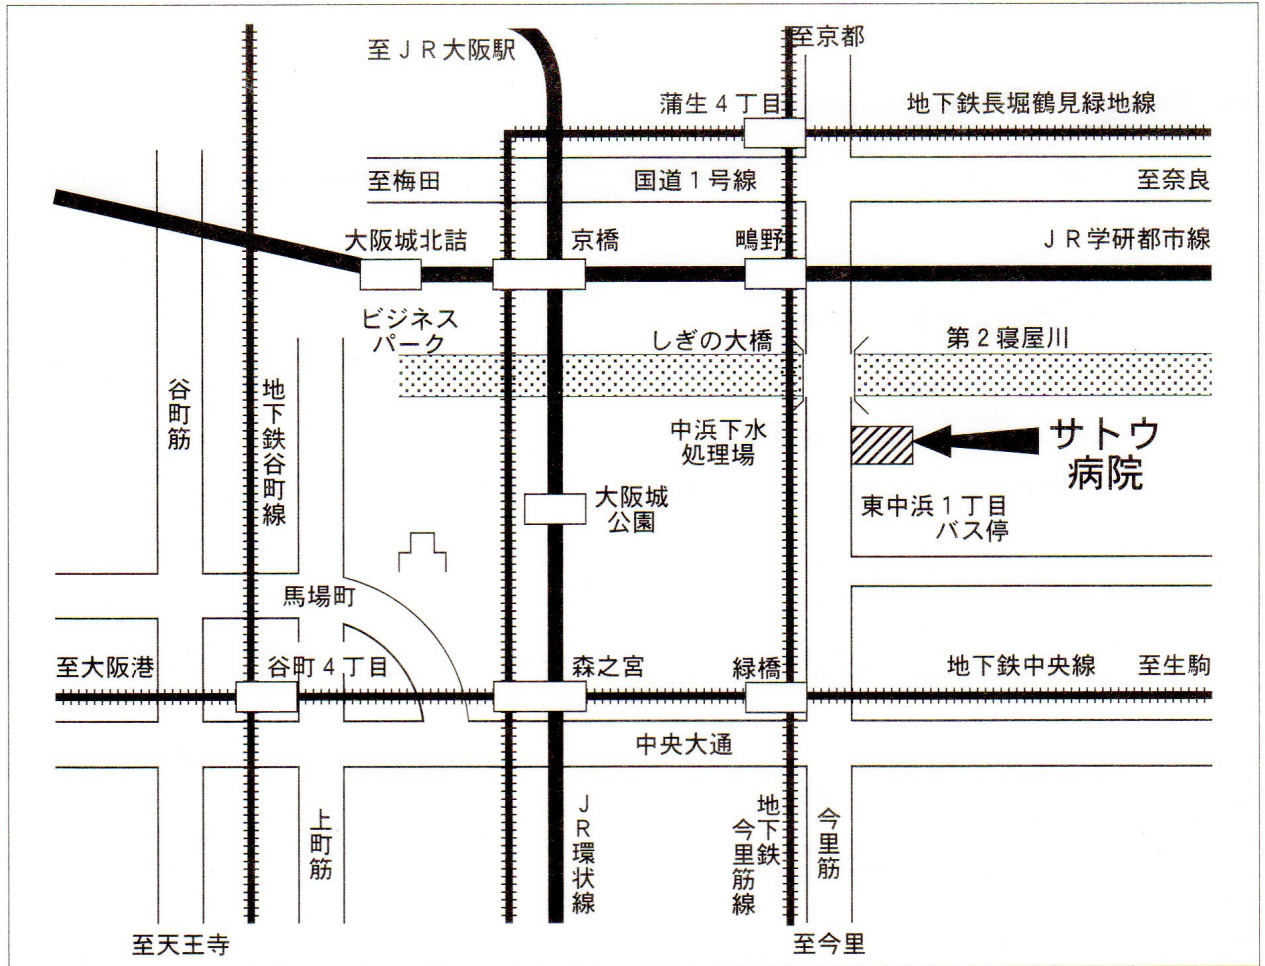 至京都
至ＪＲ大阪駅
蒲生４丁目
地下鉄長堀鶴見緑地線
至梅田
国道１号線
至奈良
大阪城北詰
京橋
鴫野
ＪＲ学研都市線
ビジネス
パーク
しぎの大橋
第２寝屋川
谷町筋
地下鉄谷町線
中浜下水
処理場
サトウ
病院
大阪城
公園
東中浜１丁目
バス停
馬場町
至大阪港
谷町４丁目
森之宮
緑橋
地下鉄中央線
至生駒
中央大通
上町筋
ＪＲ環状線
地下鉄
今里筋線
今里筋
至天王寺
至今里